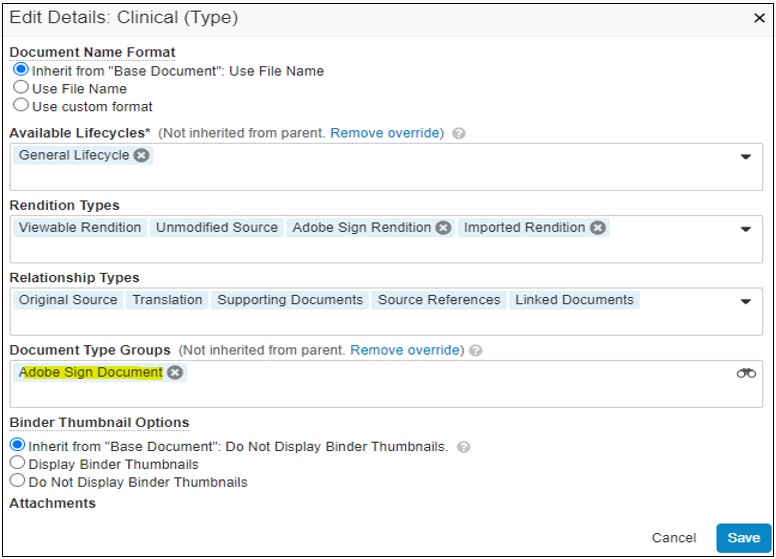 Edit Details: Clinical (Type)
Document Name Format
Inherit from "Base Document": Use File Name
Use File Name
Use custom format
Available Lifecycles* (Not inherited from parent. Remove override)
General Lifecycle
Rendition Types
Viewable Rendition Unmodified Source Adobe Sign Rendition Imported Rendition
Relationship Types
Original Source Translation Supporting Documents Source References Linked Documents
Document Type Groups (Not inherited from parent. Remove override)
Adobe Sign Document
Binder Thumbnail Options
Inherit from "Base Document": Do Not Display Binder Thumbnails.
Display Binder Thumbnails
Do Not Display Binder Thumbnails
Attachments
Cancel Save